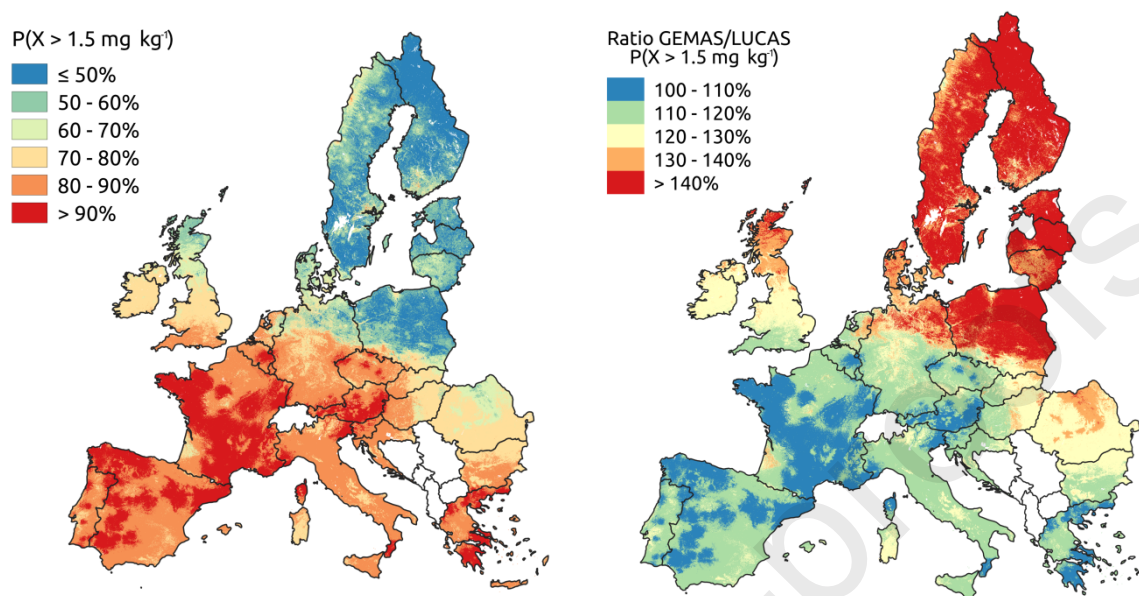 P(X > 1.5 mg kg⁻¹)
≤ 50%
50 - 60%
60 - 70%
70 - 80%
80 - 90%
> 90%
Ratio GEMAS/LUCAS
P(X > 1.5 mg kg⁻¹)
100 - 110%
110 - 120%
120 - 130%
130 - 140%
> 140%